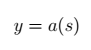 y = a(s)